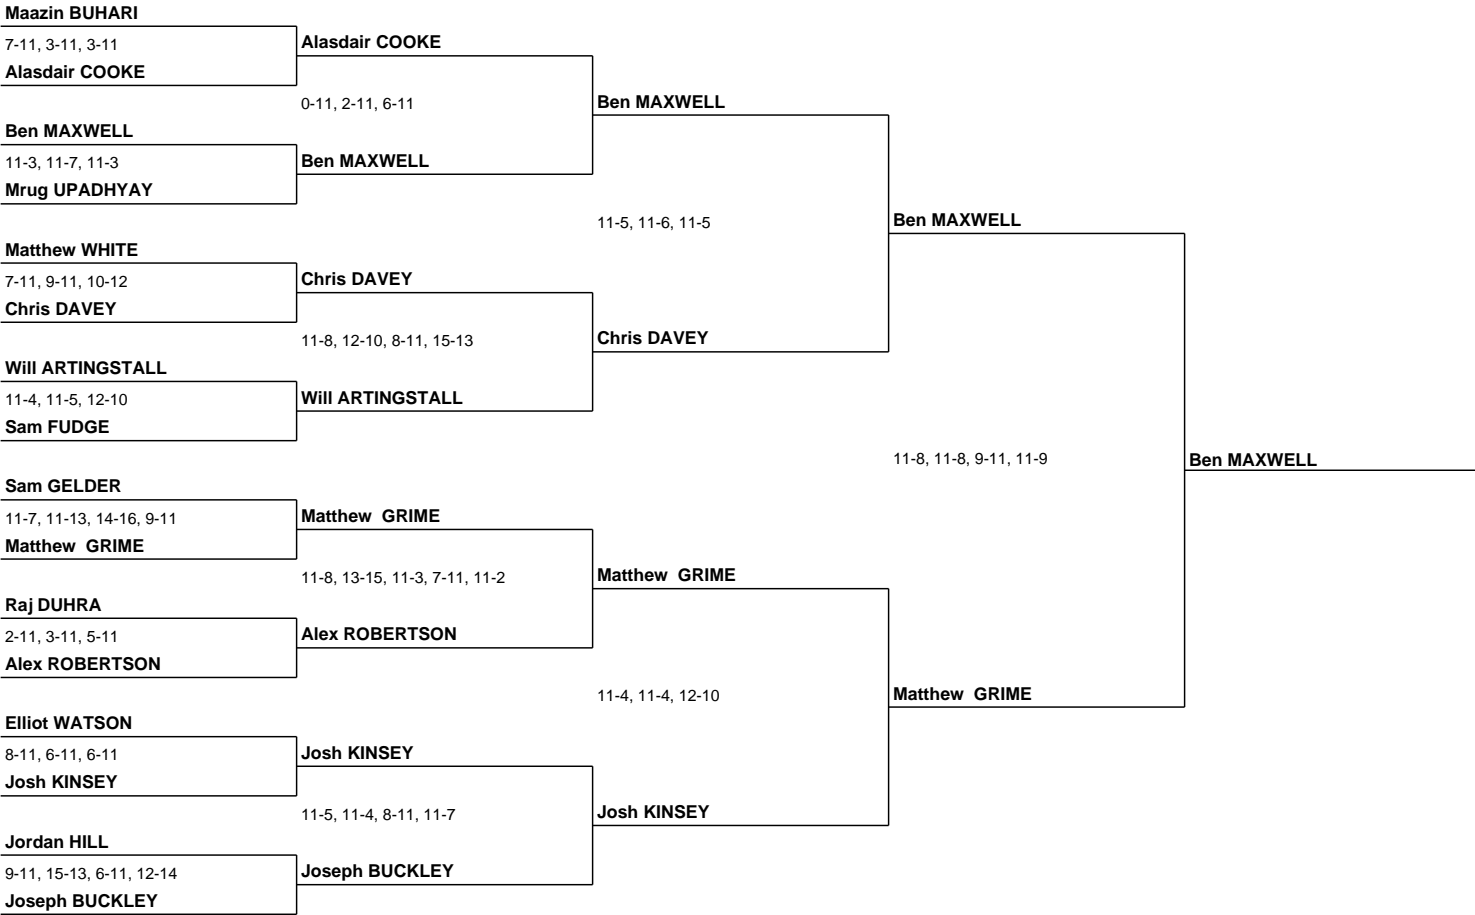 Maazin BUHARI
7-11, 3-11, 3-11
Alasdair COOKE
Ben MAXWELL
11-3, 11-7, 11-3
Mrug UPADHYAY
Matthew WHITE
7-11, 9-11, 10-12
Chris DAVEY
Will ARTINGSTALL
11-4, 11-5, 12-10
Sam FUDGE
Sam GELDER
11-7, 11-13, 14-16, 9-11
Matthew  GRIME
Raj DUHRA
2-11, 3-11, 5-11
Alex ROBERTSON
Elliot WATSON
8-11, 6-11, 6-11
Josh KINSEY
Jordan HILL
9-11, 15-13, 6-11, 12-14
Joseph BUCKLEY
Alasdair COOKE
0-11, 2-11, 6-11
Ben MAXWELL
Chris DAVEY
11-8, 12-10, 8-11, 15-13
Will ARTINGSTALL
Matthew  GRIME
11-8, 13-15, 11-3, 7-11, 11-2
Alex ROBERTSON
Josh KINSEY
11-5, 11-4, 8-11, 11-7
Joseph BUCKLEY
Ben MAXWELL
11-5, 11-6, 11-5
Chris DAVEY
Matthew  GRIME
11-4, 11-4, 12-10
Josh KINSEY
Ben MAXWELL
11-8, 11-8, 9-11, 11-9
Matthew  GRIME
Ben MAXWELL